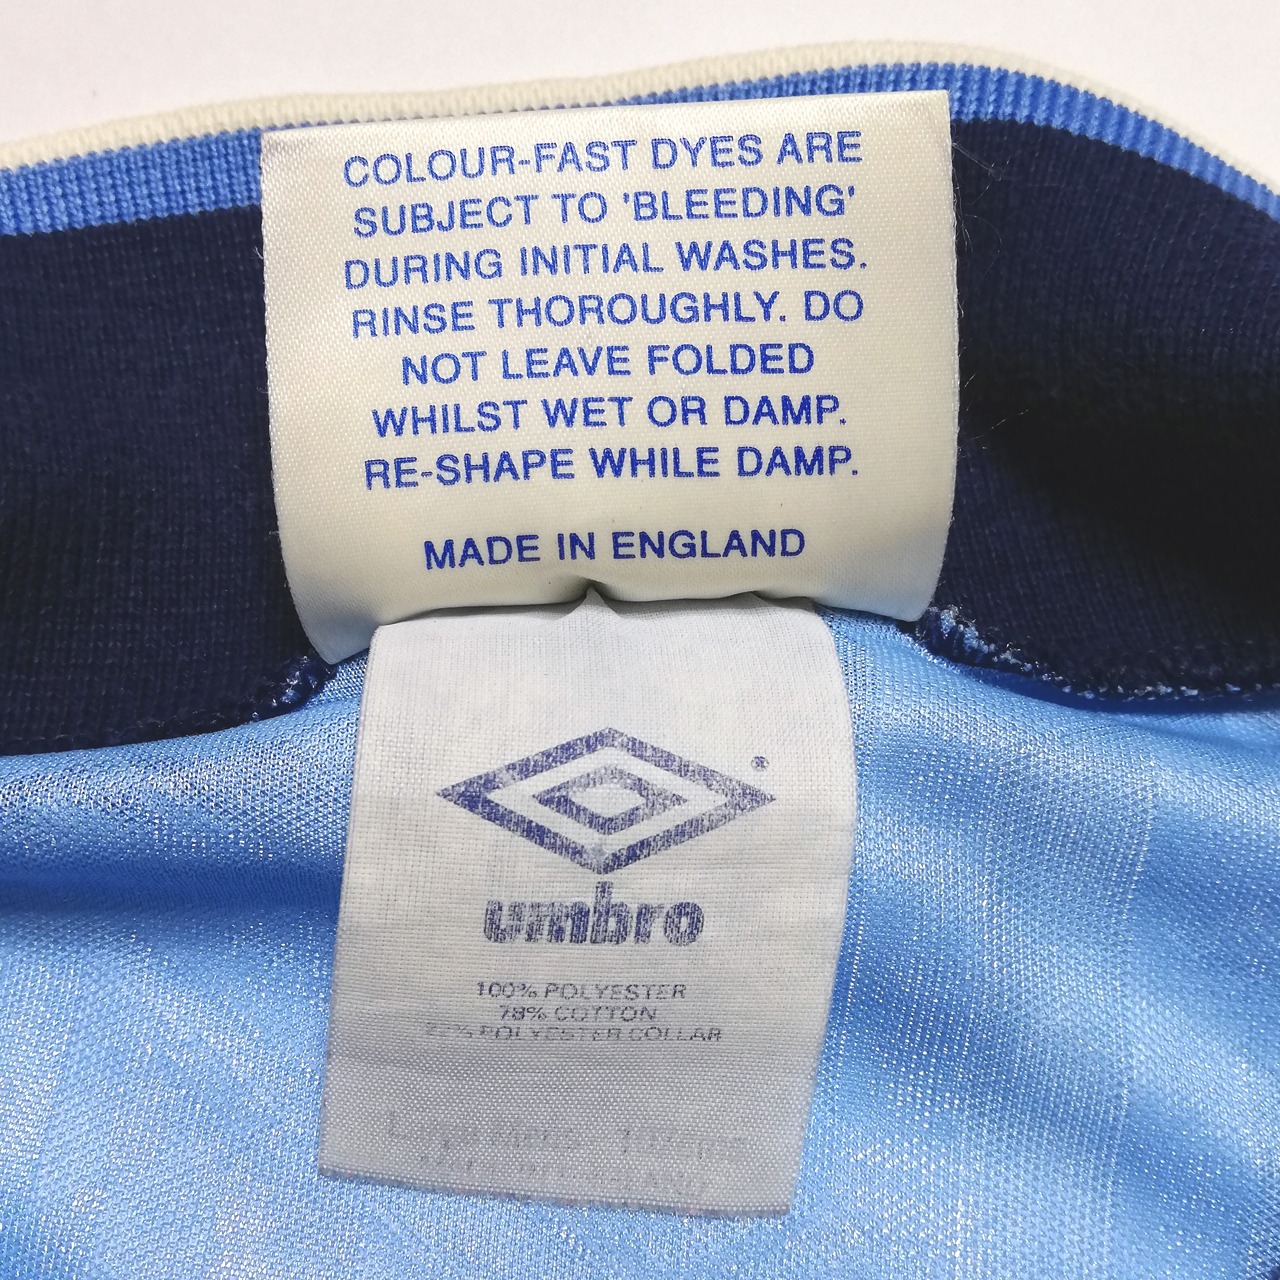 COLOUR-FAST DYES ARE
SUBJECT TO 'BLEEDING'
DURING INITIAL WASHES.
RINSE THOROUGHLY. DO
NOT LEAVE FOLDED
WHILST WET OR DAMP.
RE-SHAPE WHILE DAMP.
MADE IN ENGLAND
®
umbro
100% POLYESTER
78% COTTON
22% POLYESTER COLLAR